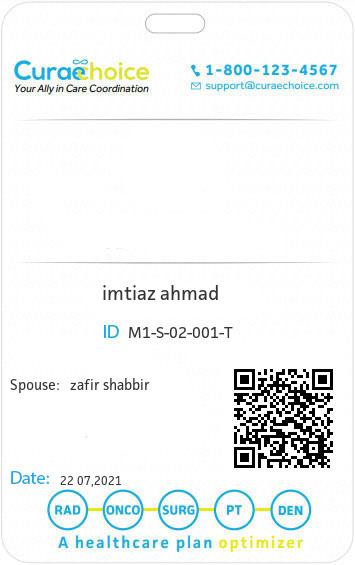 Curaechoice
Your Ally in Care Coordination
1-800-123-4567
support@curaechoice.com
imtiaz ahmad
ID M1-S-02-001-T
Spouse: zafir shabbir
Date: 22 07,2021
RAD ONCO SURG PT DEN
A healthcare plan optimizer